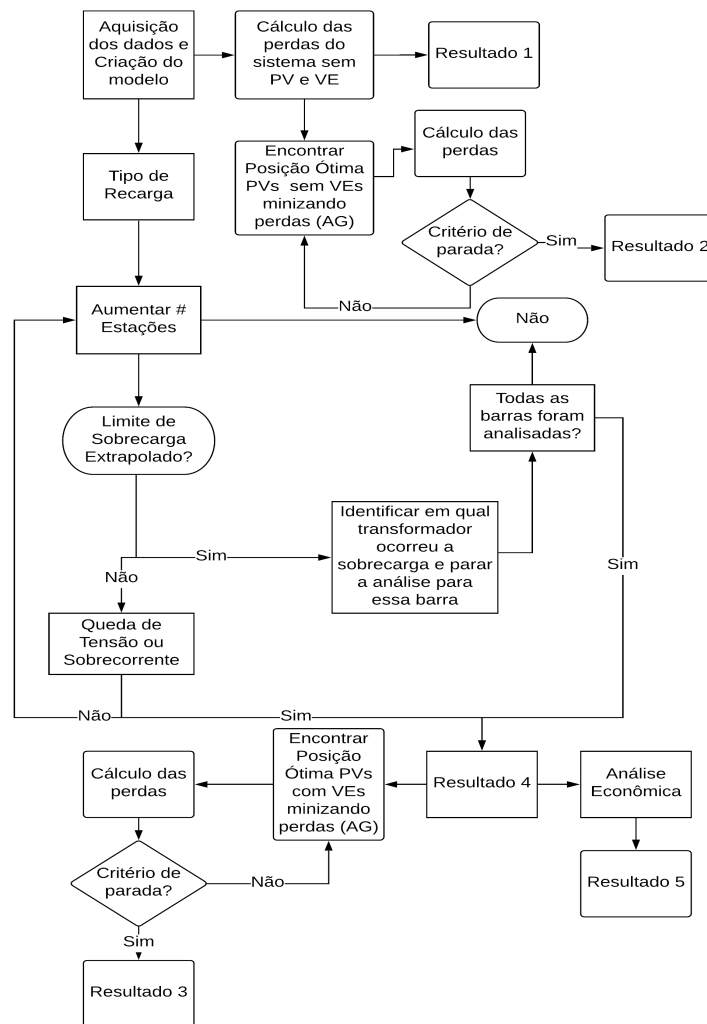 Aquisição
dos dados e
Criação do
modelo
Cálculo das
perdas do
sistema sem
PV e VE
Resultado 1
Tipo de
Recarga
Encontrar
Posição Ótima
PVs  sem VEs
minizando
perdas (AG)
Cálculo das
perdas
Critério de
parada?
Sim
Resultado 2
Não
Aumentar #
Estações
Não
Limite de
Sobrecarga
Extrapolado?
Todas as
barras foram
analisadas?
Sim
Identificar em qual
transformador
ocorreu a
sobrecarga e parar
a análise para
essa barra
Sim
Não
Queda de
Tensão ou
Sobrecorrente
Não
Sim
Cálculo das
perdas
Encontrar
Posição
Ótima PVs
com VEs
minizando
perdas (AG)
Resultado 4
Análise
Econômica
Critério de
parada?
Não
Resultado 5
Sim
Resultado 3